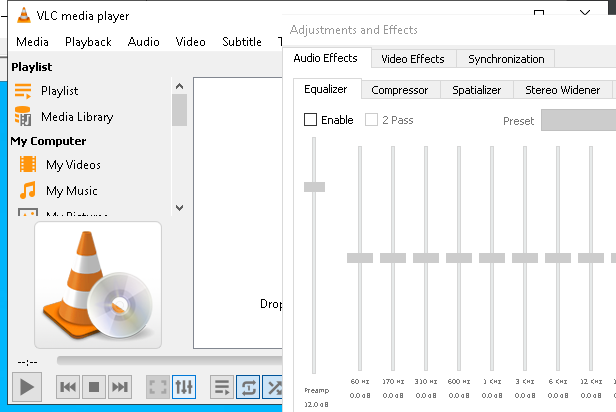 VLC media player
Media Playback Audio Video Subtitle
Playlist
Playlist
Media Library
My Computer
My Videos
My Music
My Pictures
--:--
Adjustments and Effects
Audio Effects Video Effects Synchronization
Equalizer Compressor Spatializer Stereo Widener
Enable 2 Pass Preset
60 Hz 170 Hz 310 Hz 600 Hz 1 KHz 3 KHz 6 KHz 12 KHz
Preamp 0.0 dB 0.0 dB 0.0 dB 0.0 dB 0.0 dB 0.0 dB 0.0 dB 0.0 dB
12.0 dB
Drop